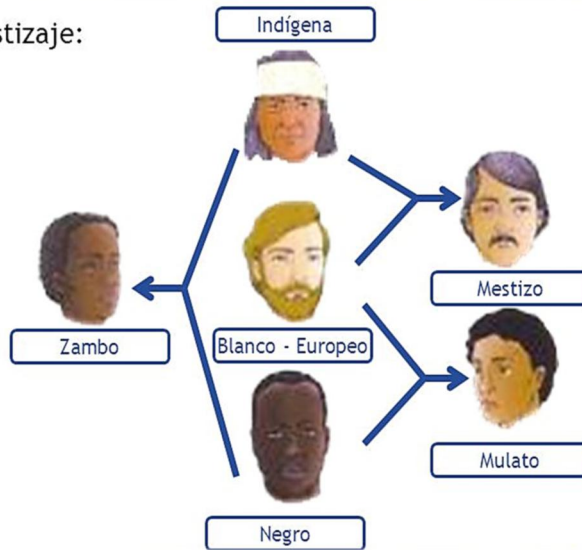 stizaje:
Indígena
Mestizo
Zambo
Blanco - Europeo
Mulato
Negro